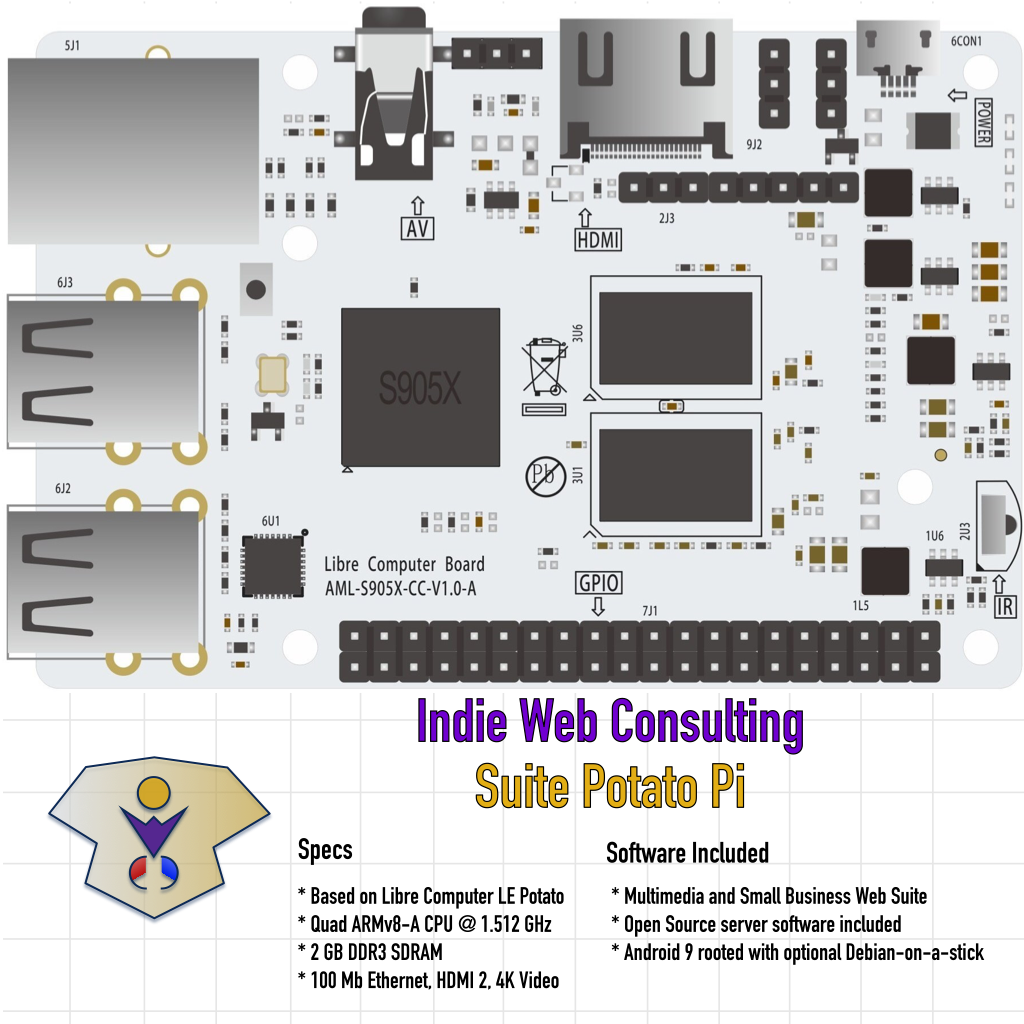 5J1
6CON1
POWER
9J2
AV
2J3
HDMI
6J3
3U6
S905X
Pb
3U1
6J2
6U1
2U3
1U6
Libre Computer Board
AML-S905X-CC-V1.0-A
GPIO
7J1
1L5
IR
Indie Web Consulting
Suite Potato Pi
Specs
* Based on Libre Computer LE Potato
* Quad ARMv8-A CPU @ 1.512 GHz
* 2 GB DDR3 SDRAM
* 100 Mb Ethernet, HDMI 2, 4K Video
Software Included
* Multimedia and Small Business Web Suite
* Open Source server software included
* Android 9 rooted with optional Debian-on-a-stick